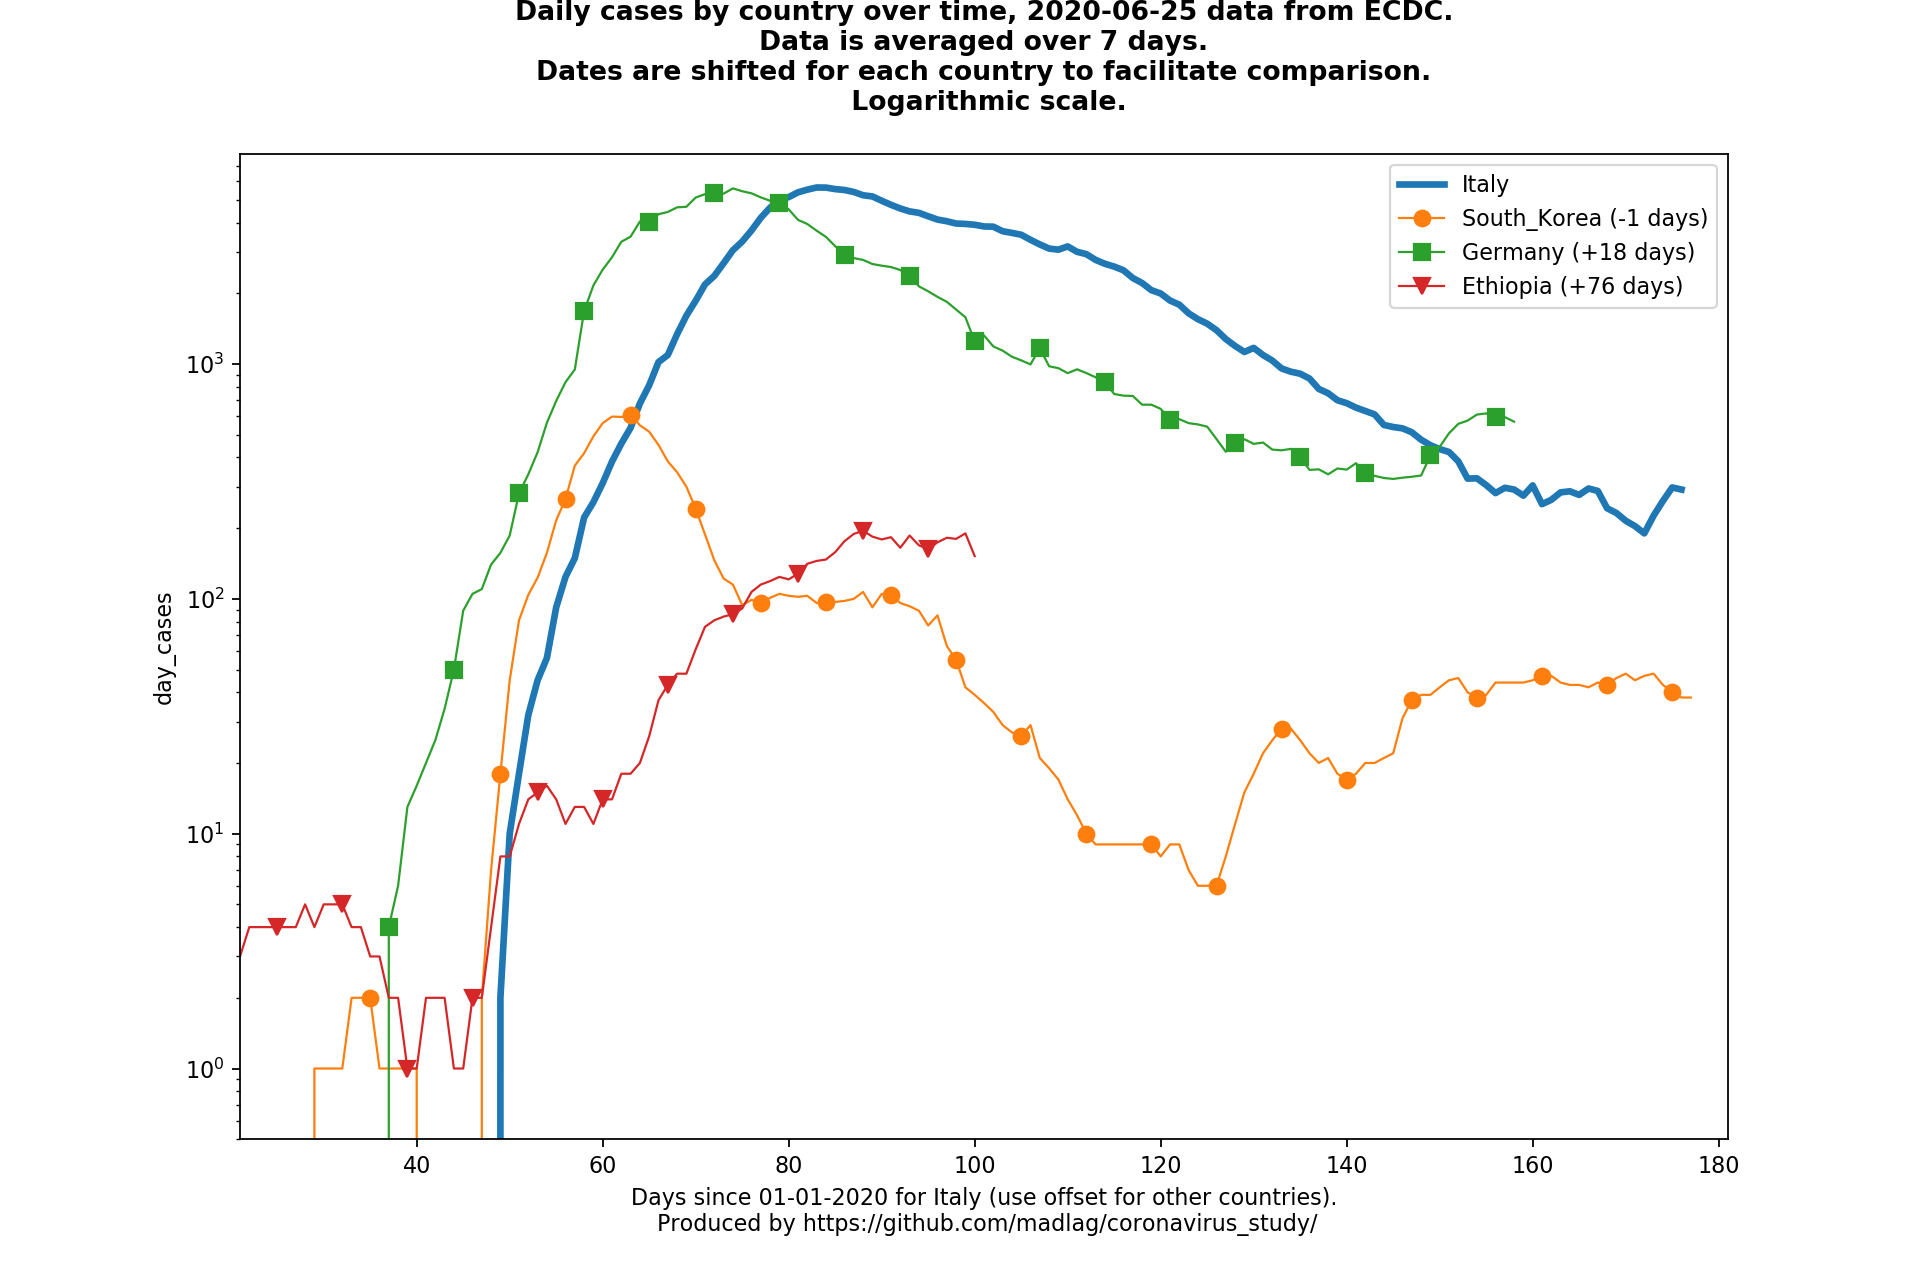 Daily cases by country over time, 2020-06-25 data from ECDC.
Data is averaged over 7 days.
Dates are shifted for each country to facilitate comparison.
Logarithmic scale.
Italy
South_Korea (-1 days)
Germany (+18 days)
Ethiopia (+76 days)
day_cases
10³
10²
10¹
10⁰
40 60 80 100 120 140 160 180
Days since 01-01-2020 for Italy (use offset for other countries).
Produced by https://github.com/madlag/coronavirus_study/